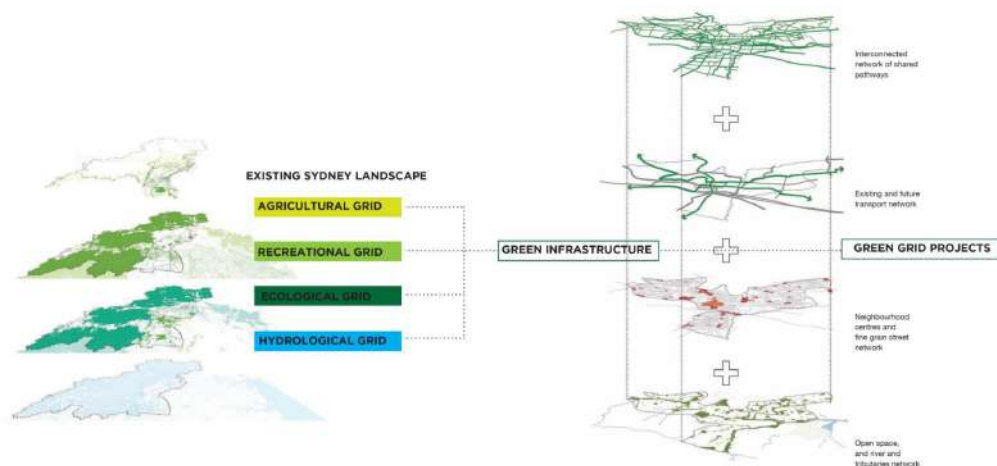 EXISTING SYDNEY LANDSCAPE
AGRICULTURAL GRID
RECREATIONAL GRID
ECOLOGICAL GRID
HYDROLOGICAL GRID
GREEN INFRASTRUCTURE
Interconnected
network of shared
pathways
Existing and future
transport network
GREEN GRID PROJECTS
Neighbourhood
centres and
fine grain street
network
Open space,
and river and
tributaries network